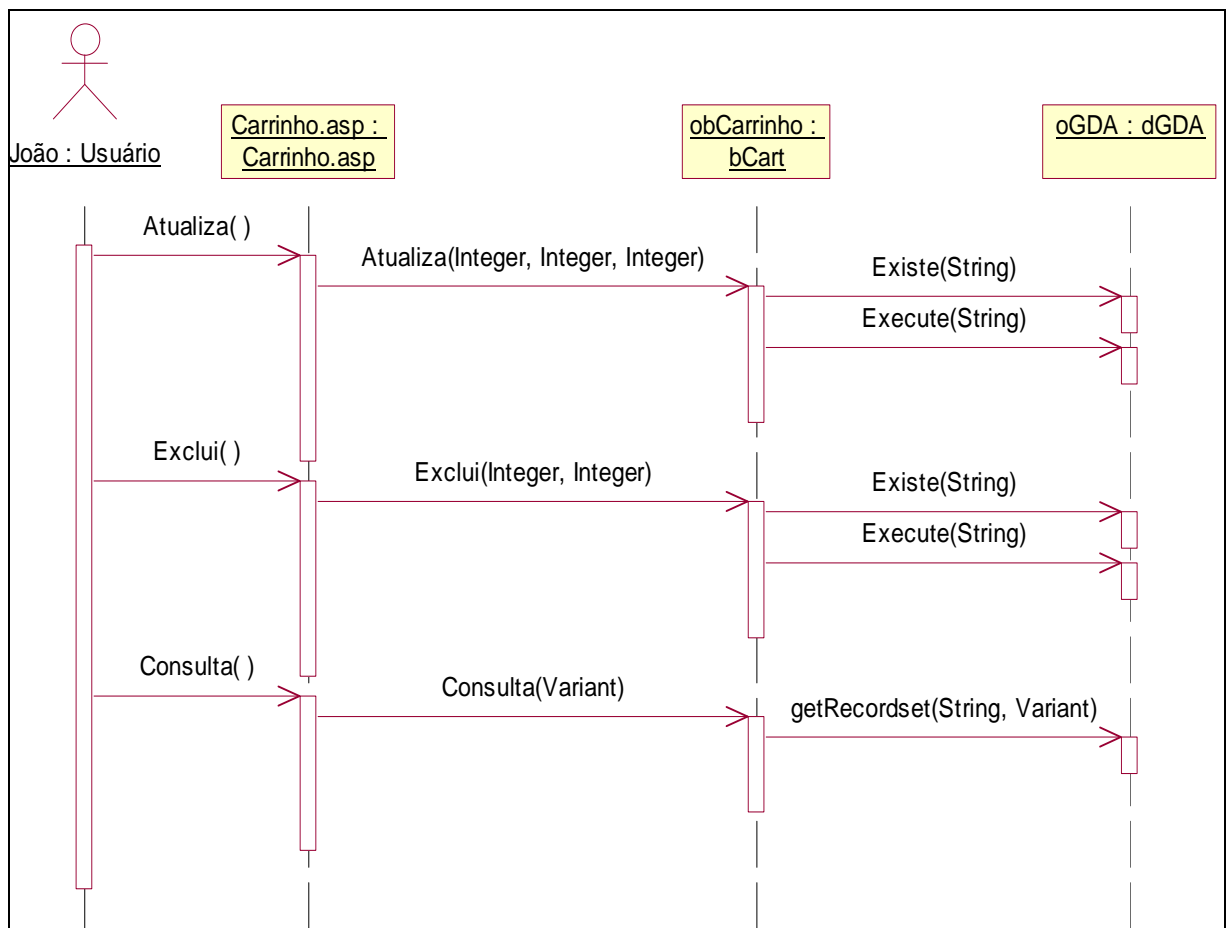 João : Usuário
Carrinho.asp :
Carrinho.asp
obCarrinho :
bCart
oGDA : dGDA
Atualiza( )
Atualiza(Integer, Integer, Integer)
Existe(String)
Execute(String)
Exclui( )
Exclui(Integer, Integer)
Existe(String)
Execute(String)
Consulta( )
Consulta(Variant)
getRecordset(String, Variant)